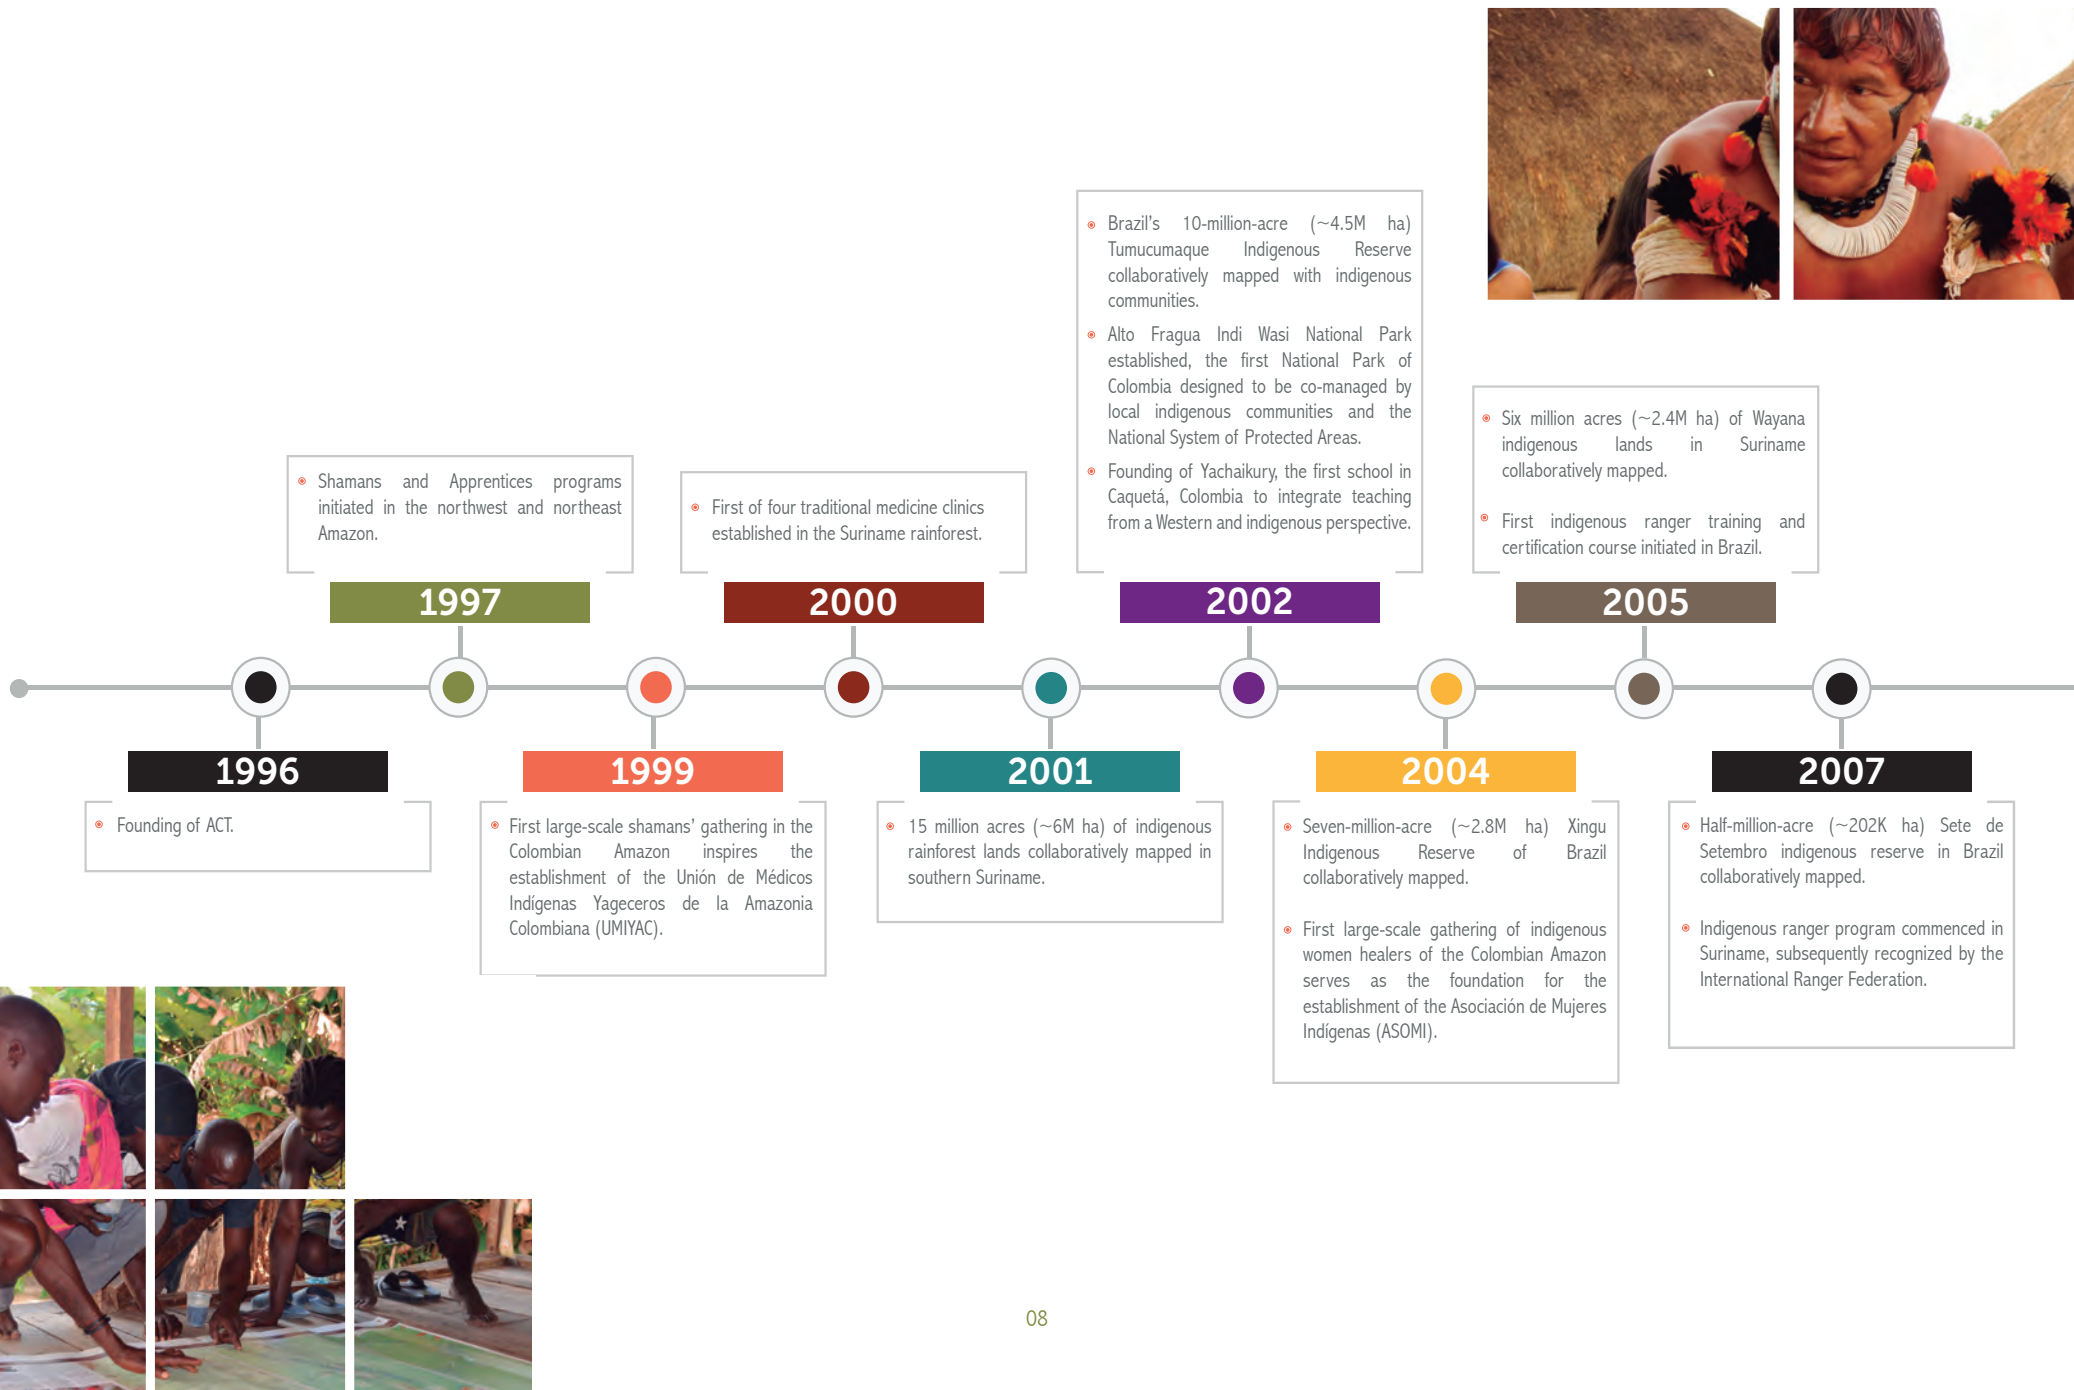 Brazil's 10-million-acre (~4.5M ha)
Tumucumaque Indigenous Reserve
collaboratively mapped with indigenous
communities.
Alto Fragua Indi Wasi National Park
established, the first National Park of
Colombia designed to be co-managed by
local indigenous communities and the
National System of Protected Areas.
Founding of Yachaikury, the first school in
Caquetá, Colombia to integrate teaching
from a Western and indigenous perspective.
Six million acres (~2.4M ha) of Wayana
indigenous lands in Suriname
collaboratively mapped.
First indigenous ranger training and
certification course initiated in Brazil.
Shamans and Apprentices programs
initiated in the northwest and northeast
Amazon.
First of four traditional medicine clinics
established in the Suriname rainforest.
1997
2000
2002
2005
1996
1999
2001
2004
2007
Founding of ACT.
First large-scale shamans' gathering in the
Colombian Amazon inspires the
establishment of the Unión de Médicos
Indígenas Yageceros de la Amazonia
Colombiana (UMIYAC).
15 million acres (~6M ha) of indigenous
rainforest lands collaboratively mapped in
southern Suriname.
Seven-million-acre (~2.8M ha) Xingu
Indigenous Reserve of Brazil
collaboratively mapped.
First large-scale gathering of indigenous
women healers of the Colombian Amazon
serves as the foundation for the
establishment of the Asociación de Mujeres
Indígenas (ASOMI).
Half-million-acre (~202K ha) Sete de
Setembro indigenous reserve in Brazil
collaboratively mapped.
Indigenous ranger program commenced in
Suriname, subsequently recognized by the
International Ranger Federation.
08